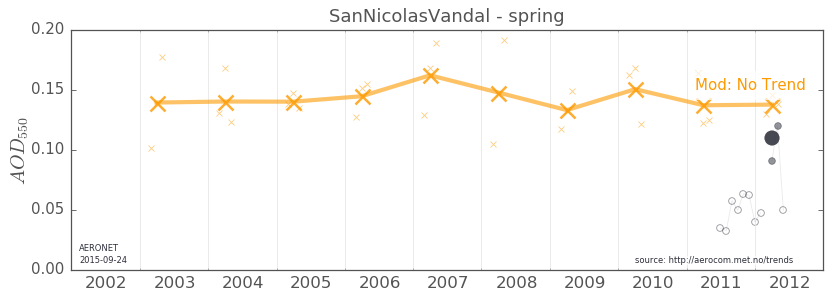 SanNicolasVandal - spring
0.20
0.15
0.10
0.05
0.00
AOD550
Mod: No Trend
AERONET
2015-09-24
source: http://aerocom.met.no/trends
2002 2003 2004 2005 2006 2007 2008 2009 2010 2011 2012